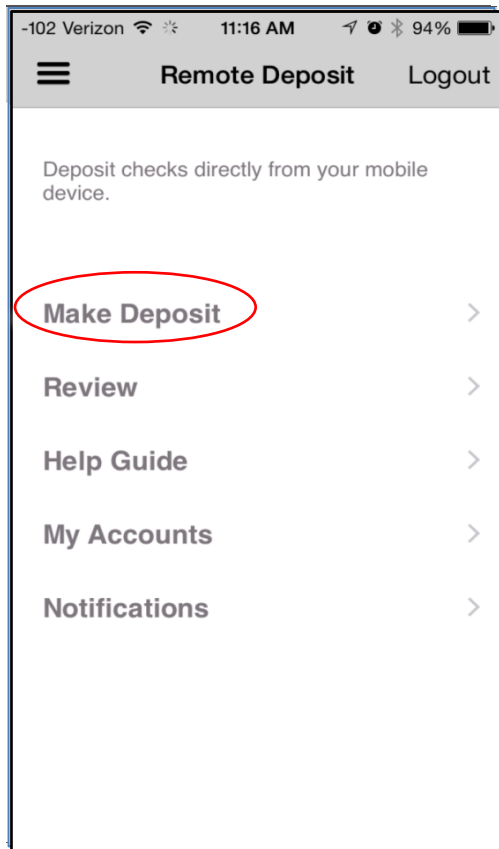 -102 Verizon 11:16 AM 94%
Remote Deposit Logout
Deposit checks directly from your mobile
device.
Make Deposit
Review
Help Guide
My Accounts
Notifications